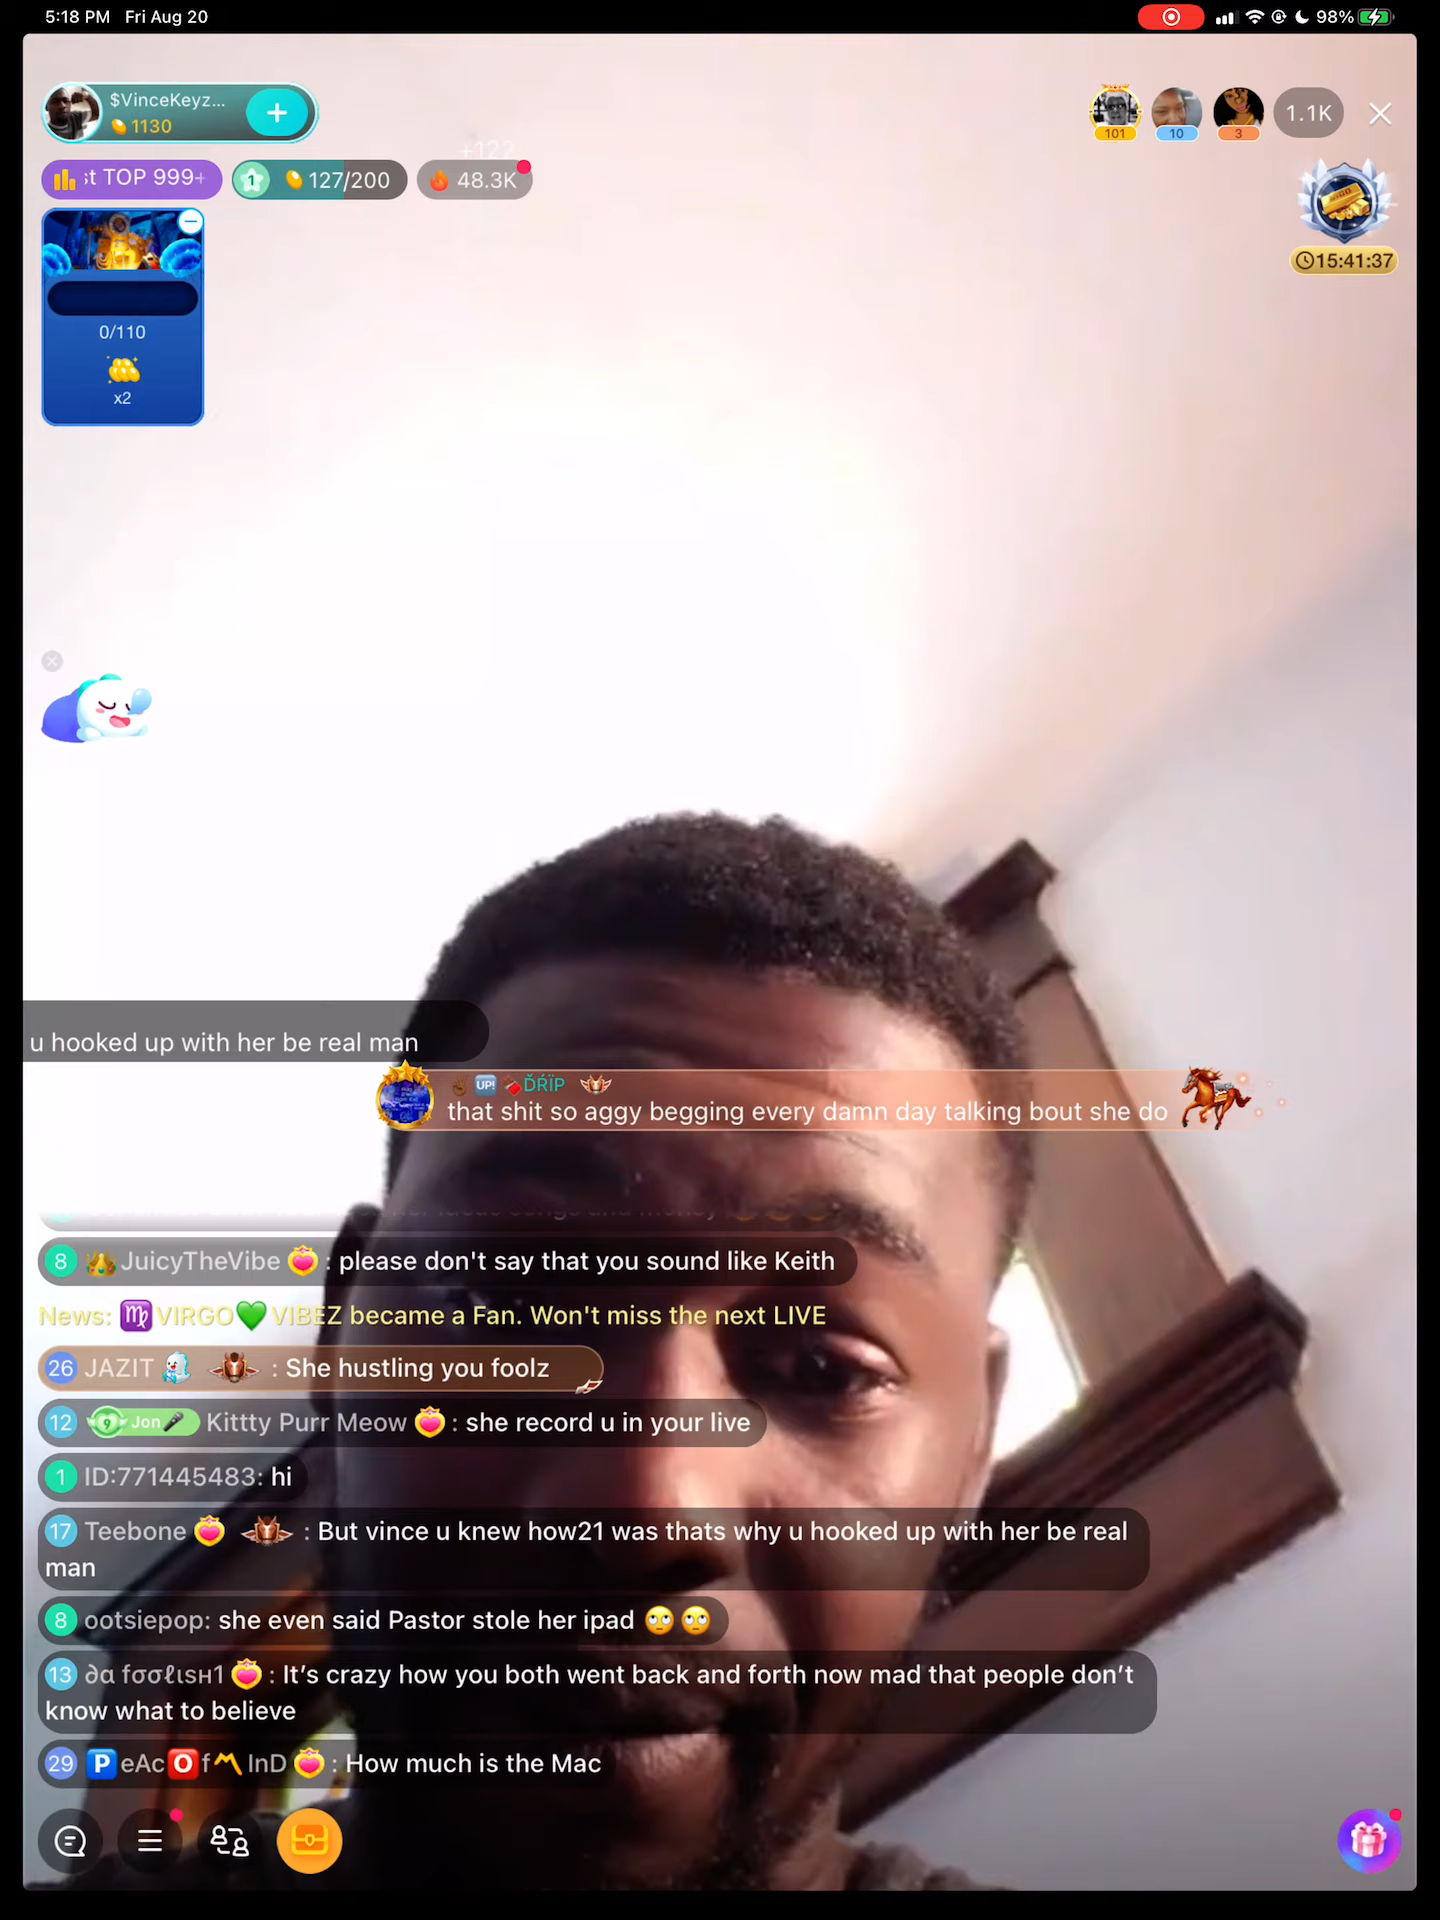 5:18 PM Fri Aug 20
98%
$VinceKeyz...
1130
101
10
3
1.1K
+122
st TOP 999+
1
127/200
48.3K
15:41:37
0/110
x2
u hooked up with her be real man
UP! ĎŔÏP
that shit so aggy begging every damn day talking bout she do
8 JuicyTheVibe : please don't say that you sound like Keith
News: ♍VIRGO💚VIBEZ became a Fan. Won't miss the next LIVE
26 JAZIT : She hustling you foolz
12 9 Jon🎤 Kittty Purr Meow : she record u in your live
1 ID:771445483: hi
17 Teebone : But vince u knew how21 was thats why u hooked up with her be real
man
8 ootsiepop: she even said Pastor stole her ipad 🙄🙄
13 ∂α fσσℓιѕн1 : It's crazy how you both went back and forth now mad that people don't
know what to believe
29 🅿️eAc🅾️f〽️InD : How much is the Mac